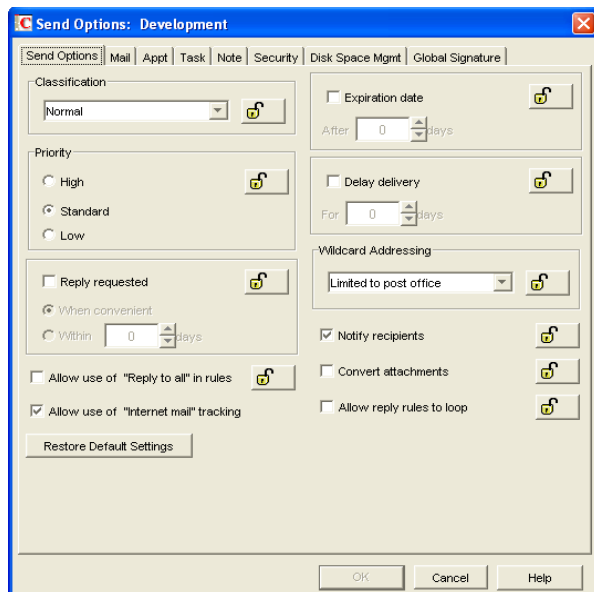 Send Options: Development
Send Options Mail Appt Task Note Security Disk Space Mgmt Global Signature
Classification
Normal
Priority
High
Standard
Low
Reply requested
When convenient
Within 0 days
Allow use of "Reply to all" in rules
Allow use of "Internet mail" tracking
Restore Default Settings
Expiration date
After 0 days
Delay delivery
For 0 days
Wildcard Addressing
Limited to post office
Notify recipients
Convert attachments
Allow reply rules to loop
OK Cancel Help